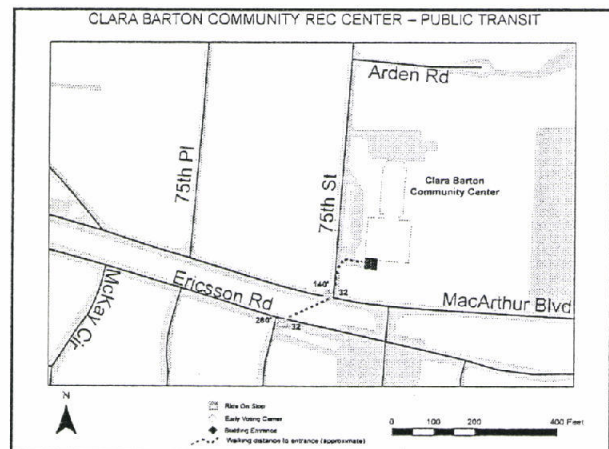 CLARA BARTON COMMUNITY REC CENTER – PUBLIC TRANSIT
Arden Rd
75th Pl
75th St
Clara Barton
Community Center
140'
32
MacArthur Blvd
Ericsson Rd
280'
32
McKay Cir
N
Ride On Stop
Early Voting Center
Building Entrance
Walking distance to entrance (approximate)
0 50 100 200 400 Feet